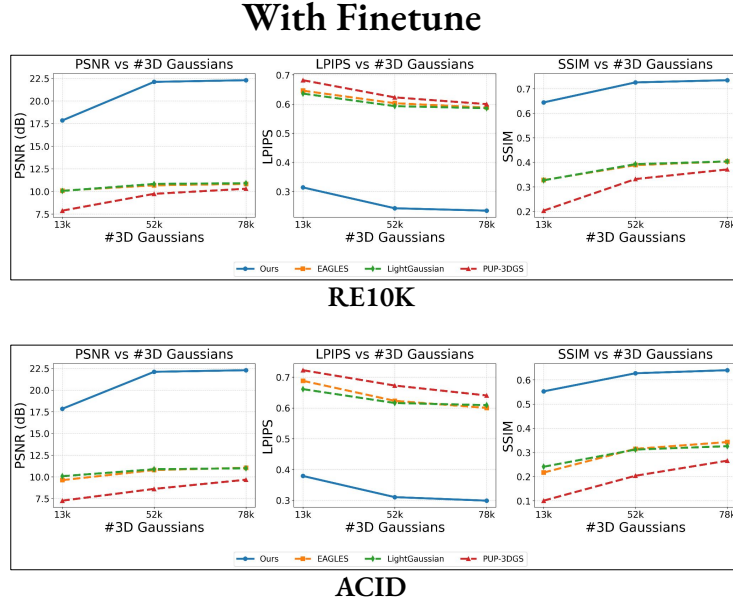 With Finetune
PSNR vs #3D Gaussians
22.5
20.0
17.5
15.0
12.5
10.0
7.5
PSNR (dB)
13k 52k 78k
#3D Gaussians
LPIPS vs #3D Gaussians
0.7
0.6
0.5
0.4
0.3
LPIPS
13k 52k 78k
#3D Gaussians
SSIM vs #3D Gaussians
0.7
0.6
0.5
0.4
0.3
0.2
SSIM
13k 52k 78k
#3D Gaussians
Ours EAGLES LightGaussian PUP-3DGS
RE10K
PSNR vs #3D Gaussians
22.5
20.0
17.5
15.0
12.5
10.0
7.5
PSNR (dB)
13k 52k 78k
#3D Gaussians
LPIPS vs #3D Gaussians
0.7
0.6
0.5
0.4
0.3
LPIPS
13k 52k 78k
#3D Gaussians
SSIM vs #3D Gaussians
0.6
0.5
0.4
0.3
0.2
0.1
SSIM
13k 52k 78k
#3D Gaussians
Ours EAGLES LightGaussian PUP-3DGS
ACID